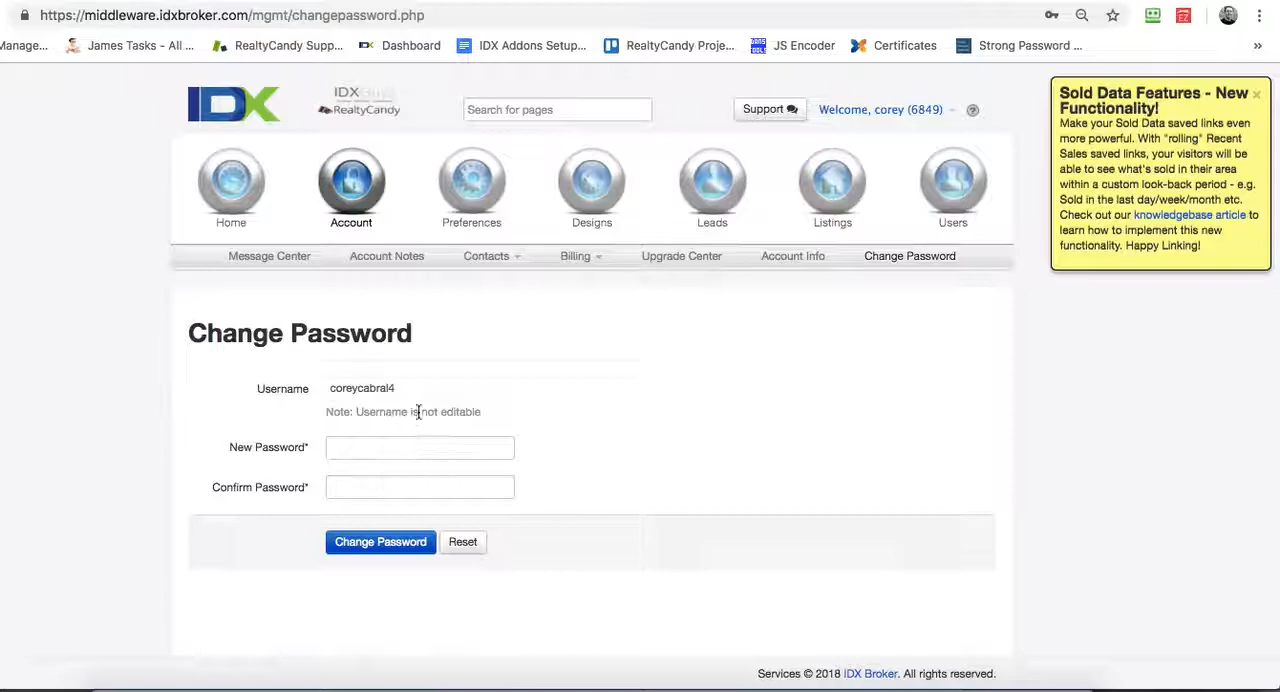 https://middleware.idxbroker.com/mgmt/changepassword.php
Manage... James Tasks - All ... RealtyCandy Supp... Dashboard IDX Addons Setup... RealtyCandy Proje... JS Encoder Certificates Strong Password ... »
IDX
IDX
RealtyCandy
Search for pages
Support
Welcome, corey (6849)
Home Account Preferences Designs Leads Listings Users
Message Center Account Notes Contacts Billing Upgrade Center Account Info Change Password
Sold Data Features - New
Functionality!
Make your Sold Data saved links even
more powerful. With "rolling" Recent
Sales saved links, your visitors will be
able to see what's sold in their area
within a custom look-back period - e.g.
Sold in the last day/week/month etc.
Check out our knowledgebase article to
learn how to implement this new
functionality. Happy Linking!
Change Password
Username coreycabral4
Note: Username is not editable
New Password*
Confirm Password*
Change Password Reset
Services © 2018 IDX Broker. All rights reserved.